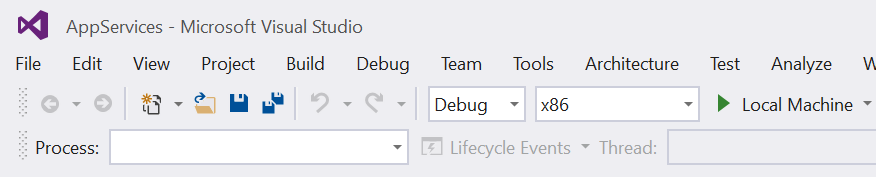 AppServices - Microsoft Visual Studio
File Edit View Project Build Debug Team Tools Architecture Test Analyze
Debug x86 Local Machine
Process: Lifecycle Events Thread: